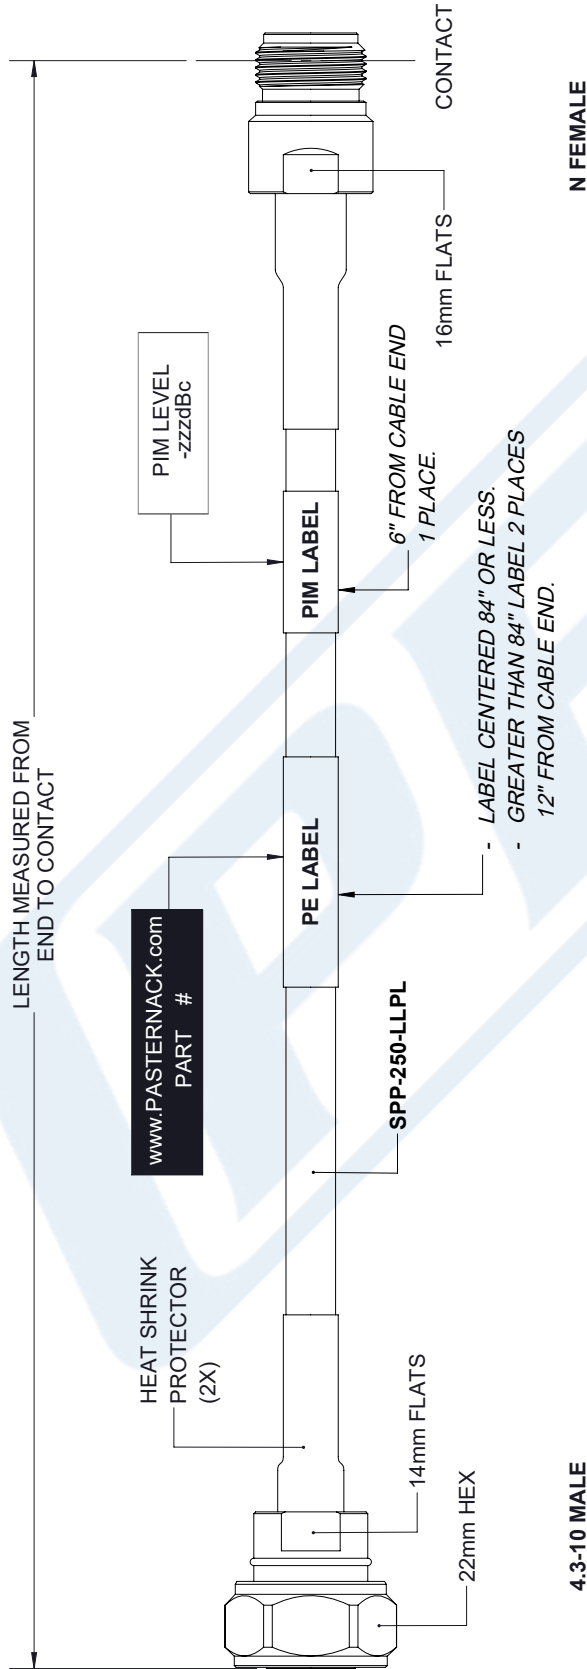 LENGTH MEASURED FROM
END TO CONTACT
HEAT SHRINK
PROTECTOR
(2X)
www.PASTERNACK.com
PART #
PIM LEVEL
-zzzdBc
PE LABEL
PIM LABEL
CONTACT
16mm FLATS
6" FROM CABLE END
1 PLACE.
14mm FLATS
22mm HEX
SPP-250-LLPL
- LABEL CENTERED 84" OR LESS.
- GREATER THAN 84" LABEL 2 PLACES
12" FROM CABLE END.
4.3-10 MALE
N FEMALE